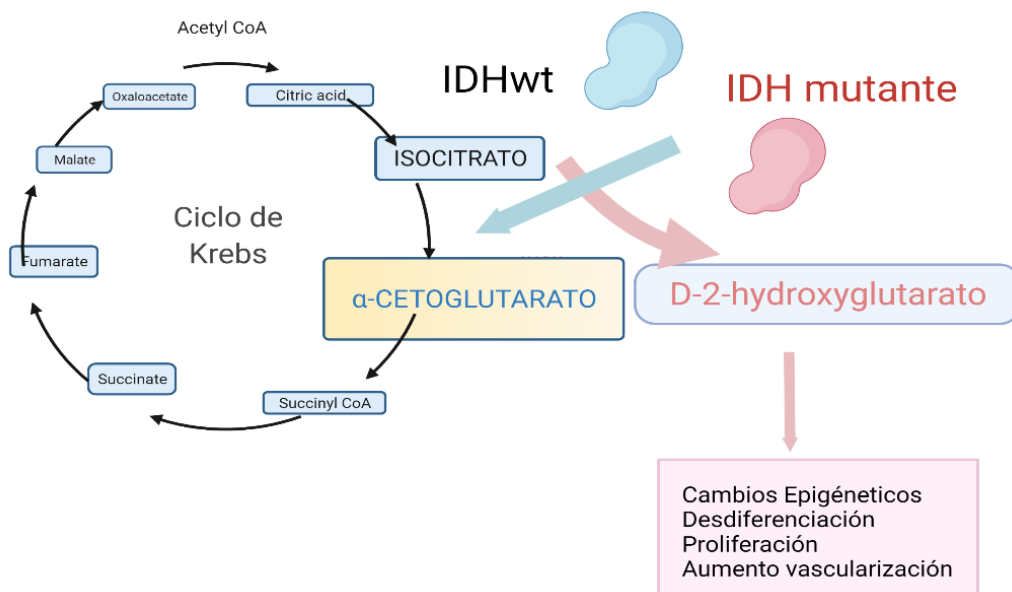 Acetyl CoA
IDHwt
IDH mutante
Oxaloacetate
Citric acid
Malate
ISOCITRATO
Ciclo de
Krebs
Fumarate
α-CETOGLUTARATO
D-2-hydroxyglutarato
Succinate
Succinyl CoA
Cambios Epigéneticos
Desdiferenciación
Proliferación
Aumento vascularización